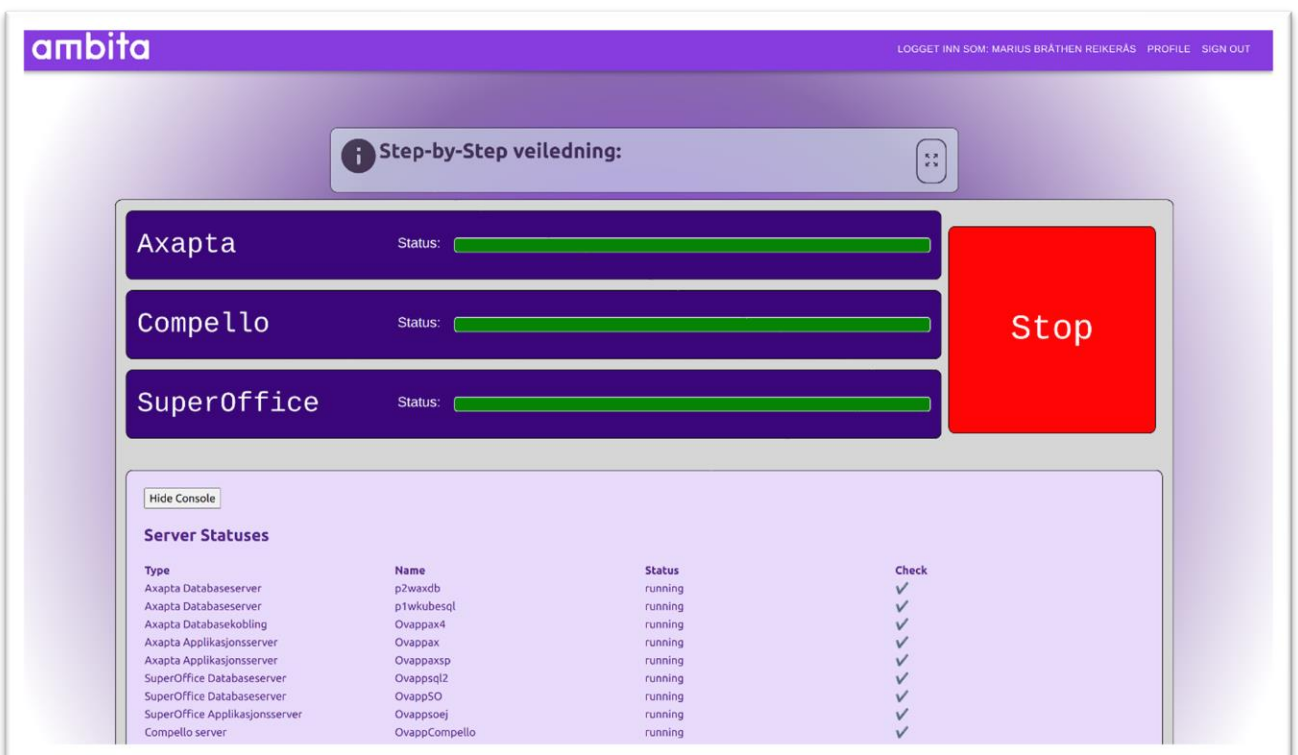 ambita
LOGGET INN SOM: MARIUS BRÅTHEN REIKERÅS PROFILE SIGN OUT
i Step-by-Step veiledning:
Axapta Status:
Compello Status:
SuperOffice Status:
Stop
Hide Console
Server Statuses
Type Name Status Check
Axapta Databaseserver p2waxdb running ✔
Axapta Databaseserver p1wkubesql running ✔
Axapta Databasekobling Ovappax4 running ✔
Axapta Applikasjonsserver Ovappax running ✔
Axapta Applikasjonsserver Ovappaxsp running ✔
SuperOffice Databaseserver Ovappsql2 running ✔
SuperOffice Databaseserver OvappSO running ✔
SuperOffice Applikasjonsserver Ovappsoej running ✔
Compello server OvappCompello running ✔